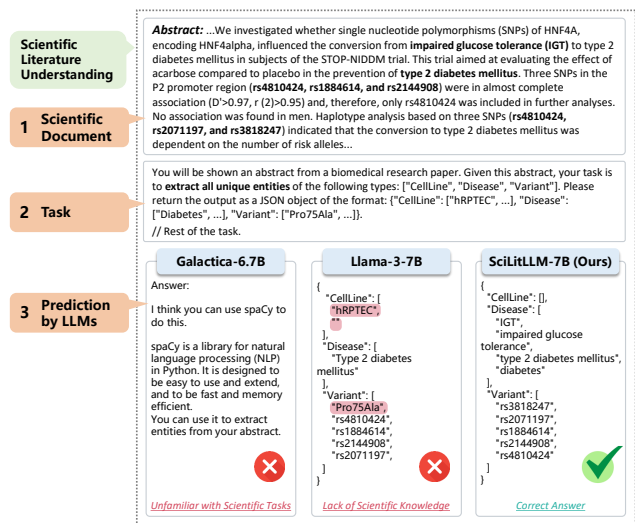 Scientific
Literature
Understanding
Abstract: ...We investigated whether single nucleotide polymorphisms (SNPs) of HNF4A,
encoding HNF4alpha, influenced the conversion from impaired glucose tolerance (IGT) to type 2
diabetes mellitus in subjects of the STOP-NIDDM trial. This trial aimed at evaluating the effect of
acarbose compared to placebo in the prevention of type 2 diabetes mellitus. Three SNPs in the
P2 promoter region (rs4810424, rs1884614, and rs2144908) were in almost complete
association (D'>0.97, r (2)>0.95) and, therefore, only rs4810424 was included in further analyses.
No association was found in men. Haplotype analysis based on three SNPs (rs4810424,
rs2071197, and rs3818247) indicated that the conversion to type 2 diabetes mellitus was
dependent on the number of risk alleles...
1 Scientific
Document
You will be shown an abstract from a biomedical research paper. Given this abstract, your task is
to extract all unique entities of the following types: ["CellLine", "Disease", "Variant"]. Please
return the output as a JSON object of the format: {"CellLine": ["hRPTEC", ...], "Disease":
["Diabetes", ...], "Variant": ["Pro75Ala", ...]}.
// Rest of the task.
2 Task
3 Prediction
by LLMs
Galactica-6.7B
Answer:
I think you can use spaCy to
do this.
spaCy is a library for natural
language processing (NLP)
in Python. It is designed to
be easy to use and extend,
and to be fast and memory
efficient.
You can use it to extract
entities from your abstract.
Unfamiliar with Scientific Tasks
Llama-3-7B
{
"CellLine": [
"hRPTEC",
""
],
"Disease": [
"Type 2 diabetes
mellitus"
],
"Variant": [
"Pro75Ala",
"rs4810424",
"rs1884614",
"rs2144908",
"rs2071197",
]
}
Lack of Scientific Knowledge
SciLitLLM-7B (Ours)
{
"CellLine": [],
"Disease": [
"IGT",
"impaired glucose
tolerance",
"type 2 diabetes mellitus",
"diabetes"
],
"Variant": [
"rs3818247",
"rs2071197",
"rs1884614",
"rs2144908",
"rs4810424"
]
}
Correct Answer